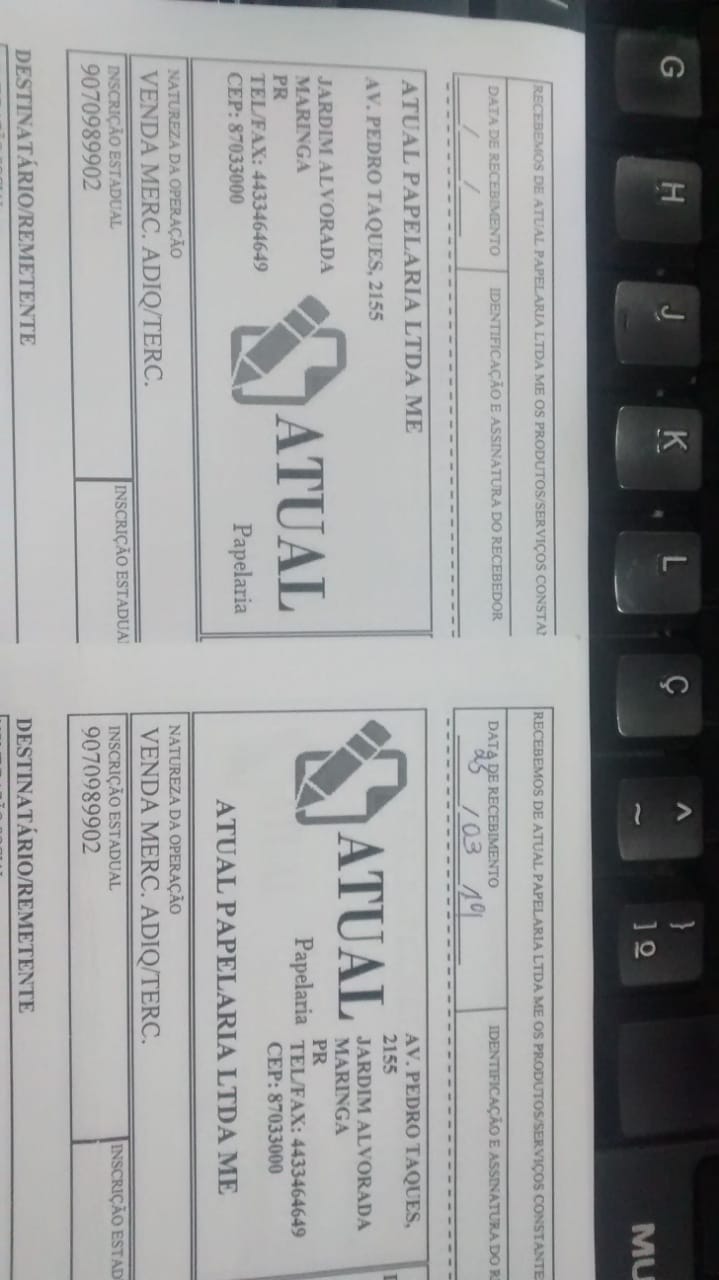 RECEBEMOS DE ATUAL PAPELARIA LTDA ME OS PRODUTOS/SERVIÇOS
DATA DE RECEBIMENTO
IDENTIFICAÇÃO E ASSINATURA DO RECEBEDOR
/ /
ATUAL PAPELARIA LTDA ME
AV. PEDRO TAQUES, 2155
JARDIM ALVORADA
MARINGA
PR
TEL/FAX: 4433464649
CEP: 87033000
ATUAL
Papelaria
NATUREZA DA OPERAÇÃO
VENDA MERC. ADIQ/TERC.
INSCRIÇÃO ESTADUAL
9070989902
INSCRIÇÃO ESTADUAL
DESTINATÁRIO/REMETENTE
RECEBEMOS DE ATUAL PAPELARIA LTDA ME OS PRODUTOS/SERVIÇOS CONSTANTE
DATA DE RECEBIMENTO
IDENTIFICAÇÃO E ASSINATURA DO
/03
ATUAL
Papelaria
AV. PEDRO TAQUES,
2155
JARDIM ALVORADA
MARINGA
PR
TEL/FAX: 4433464649
CEP: 87033000
ATUAL PAPELARIA LTDA ME
NATUREZA DA OPERAÇÃO
VENDA MERC. ADIQ/TERC.
INSCRIÇÃO ESTADUAL
9070989902
INSCRIÇÃO ESTAD
DESTINATÁRIO/REMETENTE
G H J K L Ç ^ ~ } ] º
MU